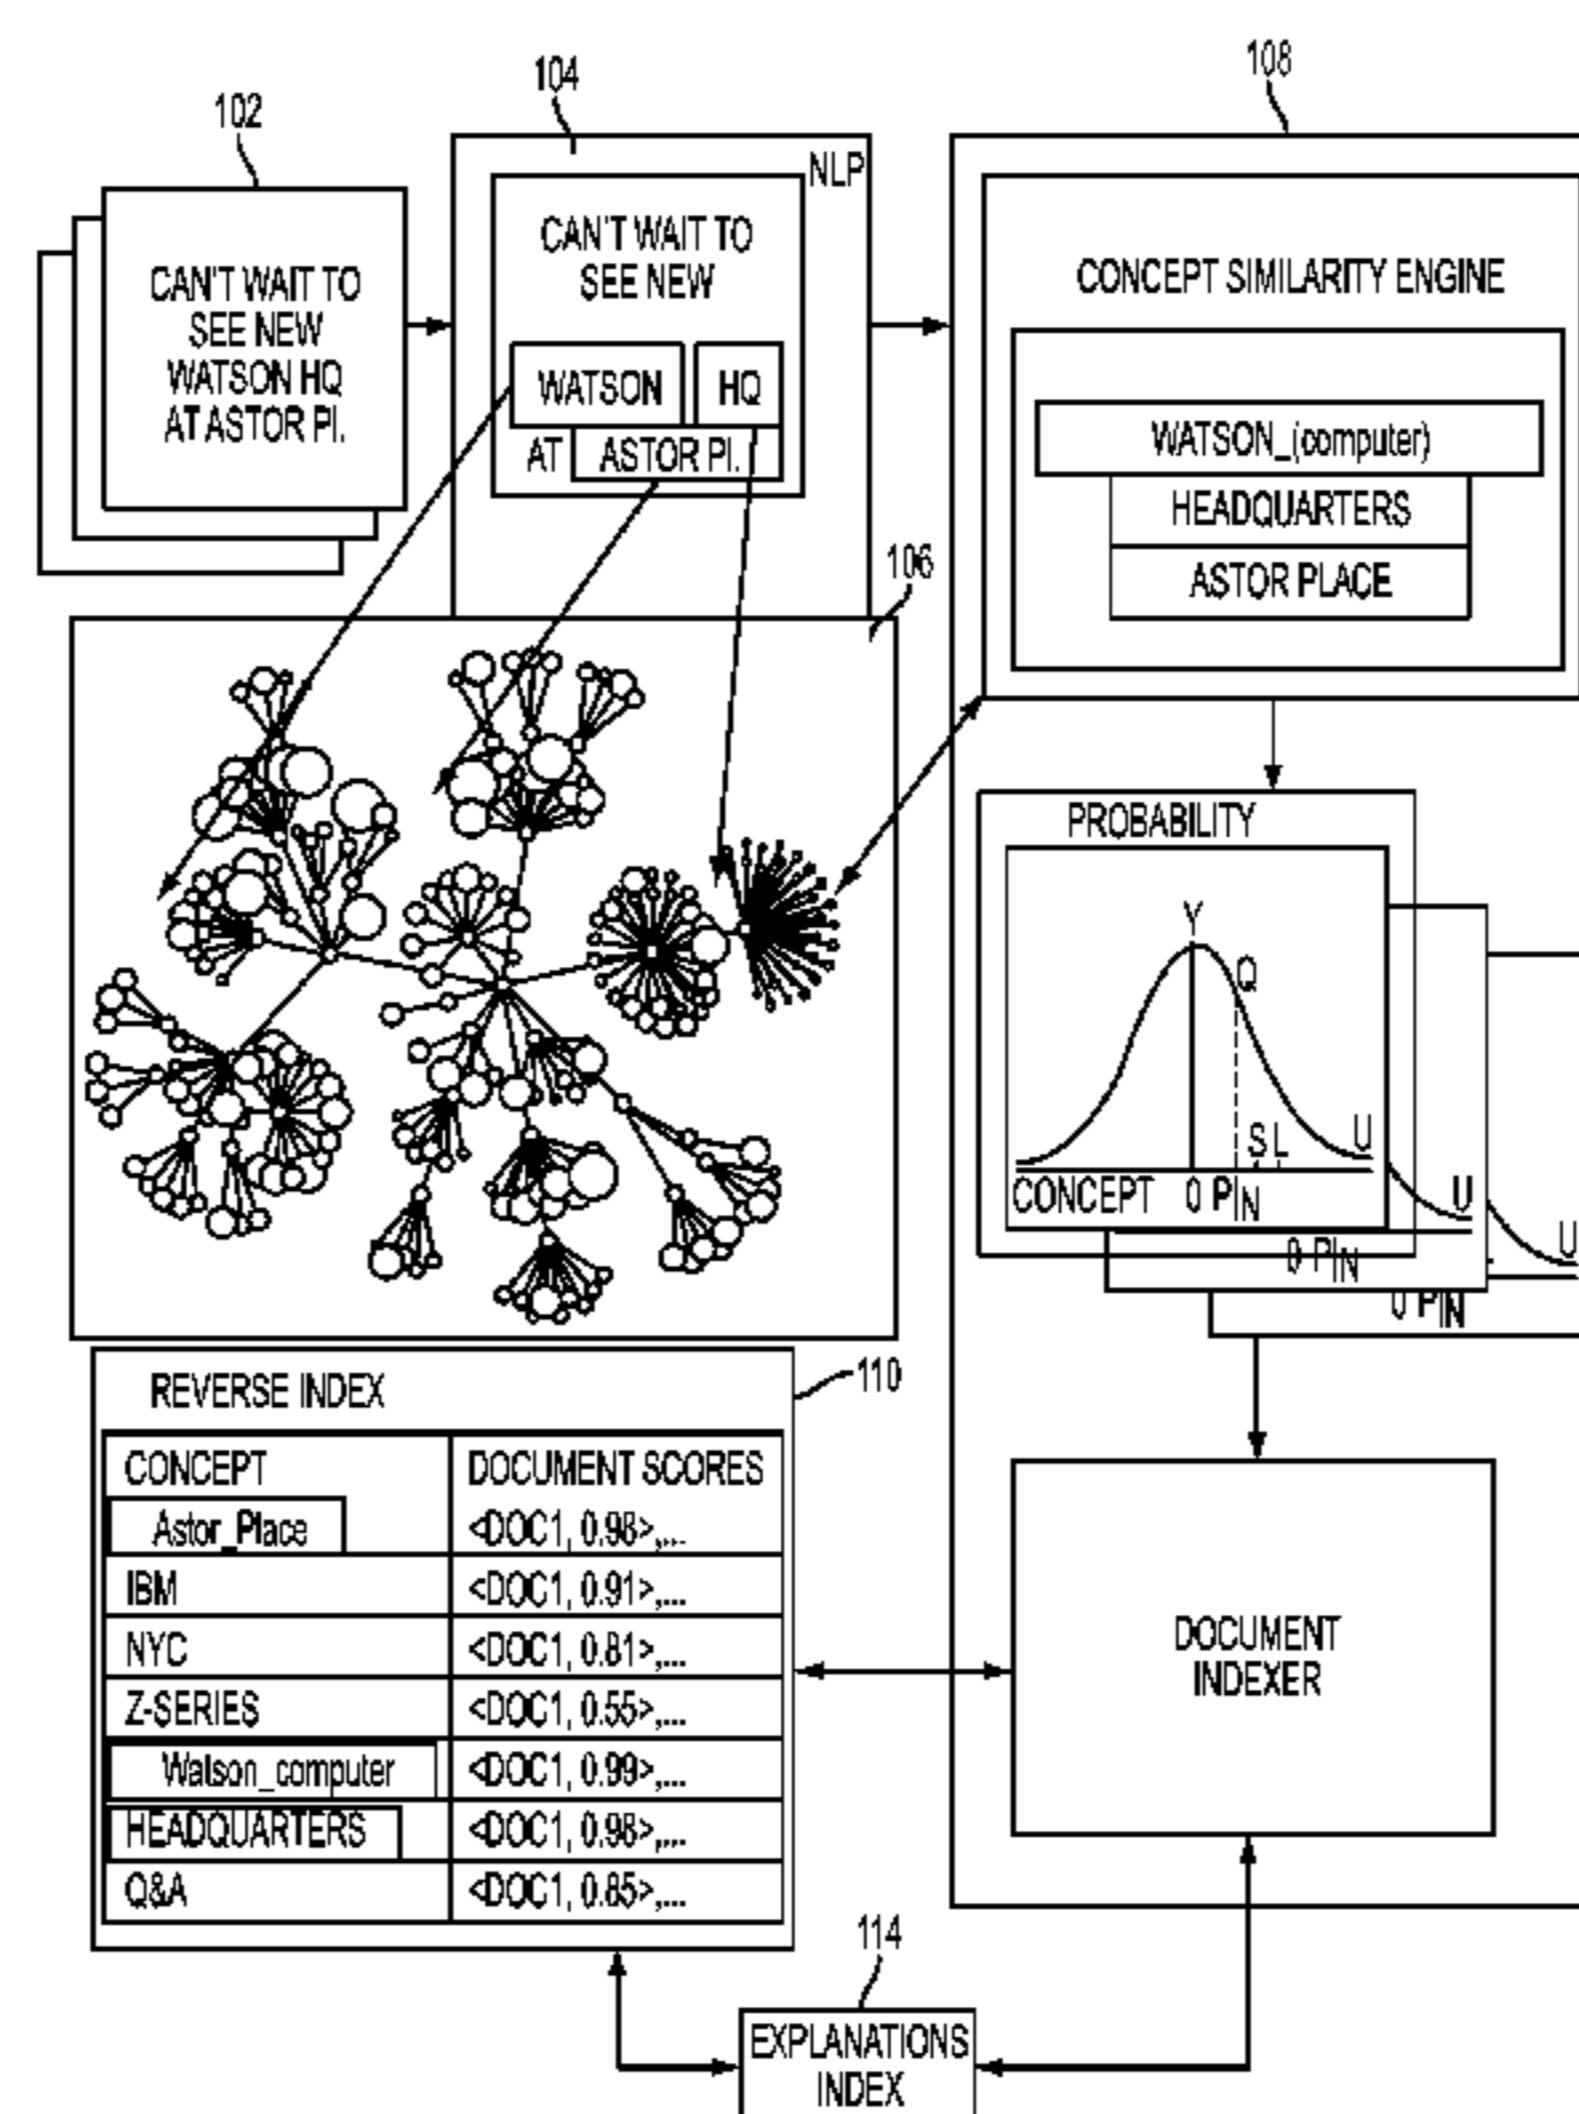 102
104
108
NLP
CAN'T WAIT TO
SEE NEW
WATSON HQ
AT ASTOR Pl.
CAN'T WAIT TO
SEE NEW
WATSON HQ
AT ASTOR Pl.
CONCEPT SIMILARITY ENGINE
WATSON_(computer)
HEADQUARTERS
ASTOR PLACE
106
PROBABILITY
Y
Q
S L U
CONCEPT 0 PIN
U
0 PIN
U
0 PIN
110
REVERSE INDEX
CONCEPT DOCUMENT SCORES
Astor_Place <DOC1, 0.98>,...
IBM <DOC1, 0.91>,...
NYC <DOC1, 0.81>,...
Z-SERIES <DOC1, 0.55>,...
Watson_computer <DOC1, 0.99>,...
HEADQUARTERS <DOC1, 0.98>,...
Q&A <DOC1, 0.85>,...
DOCUMENT
INDEXER
114
EXPLANATIONS
INDEX